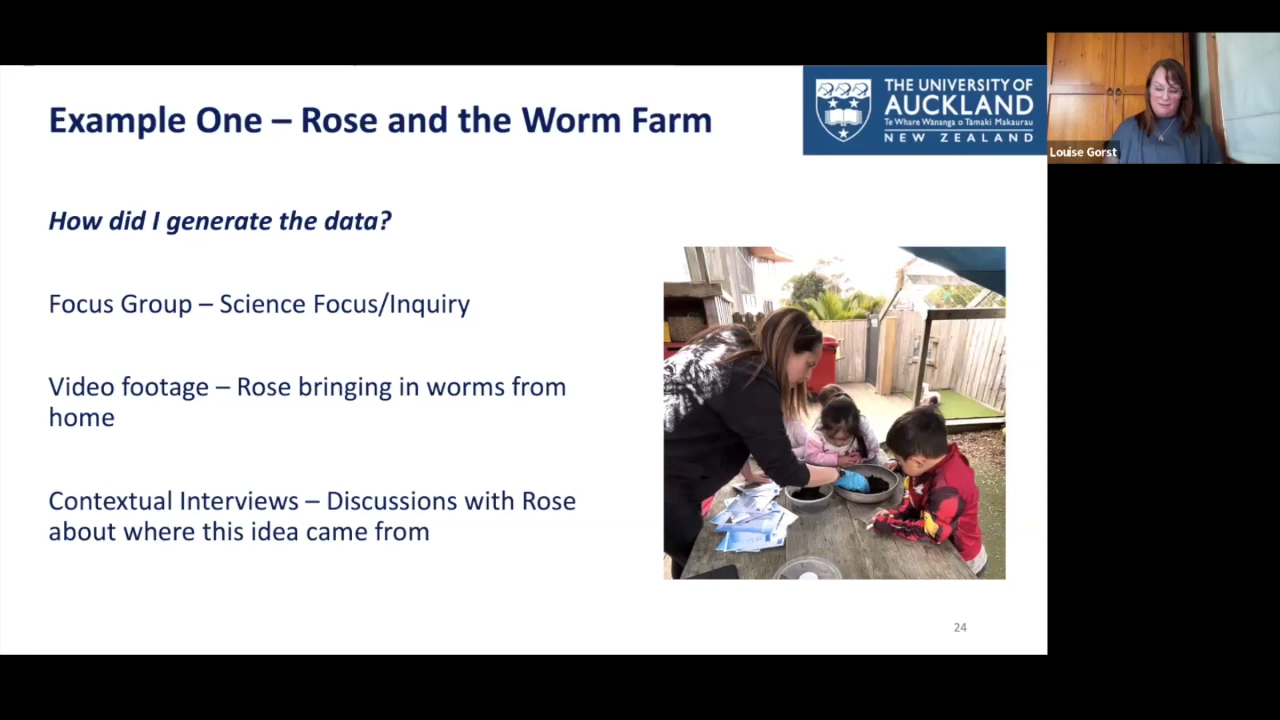 Example One – Rose and the Worm Farm
THE UNIVERSITY OF
AUCKLAND
Te Whare Wānanga o Tāmaki Makaurau
NEW ZEALAND
Louise Gorst
How did I generate the data?
Focus Group – Science Focus/Inquiry
Video footage – Rose bringing in worms from
home
Contextual Interviews – Discussions with Rose
about where this idea came from
24